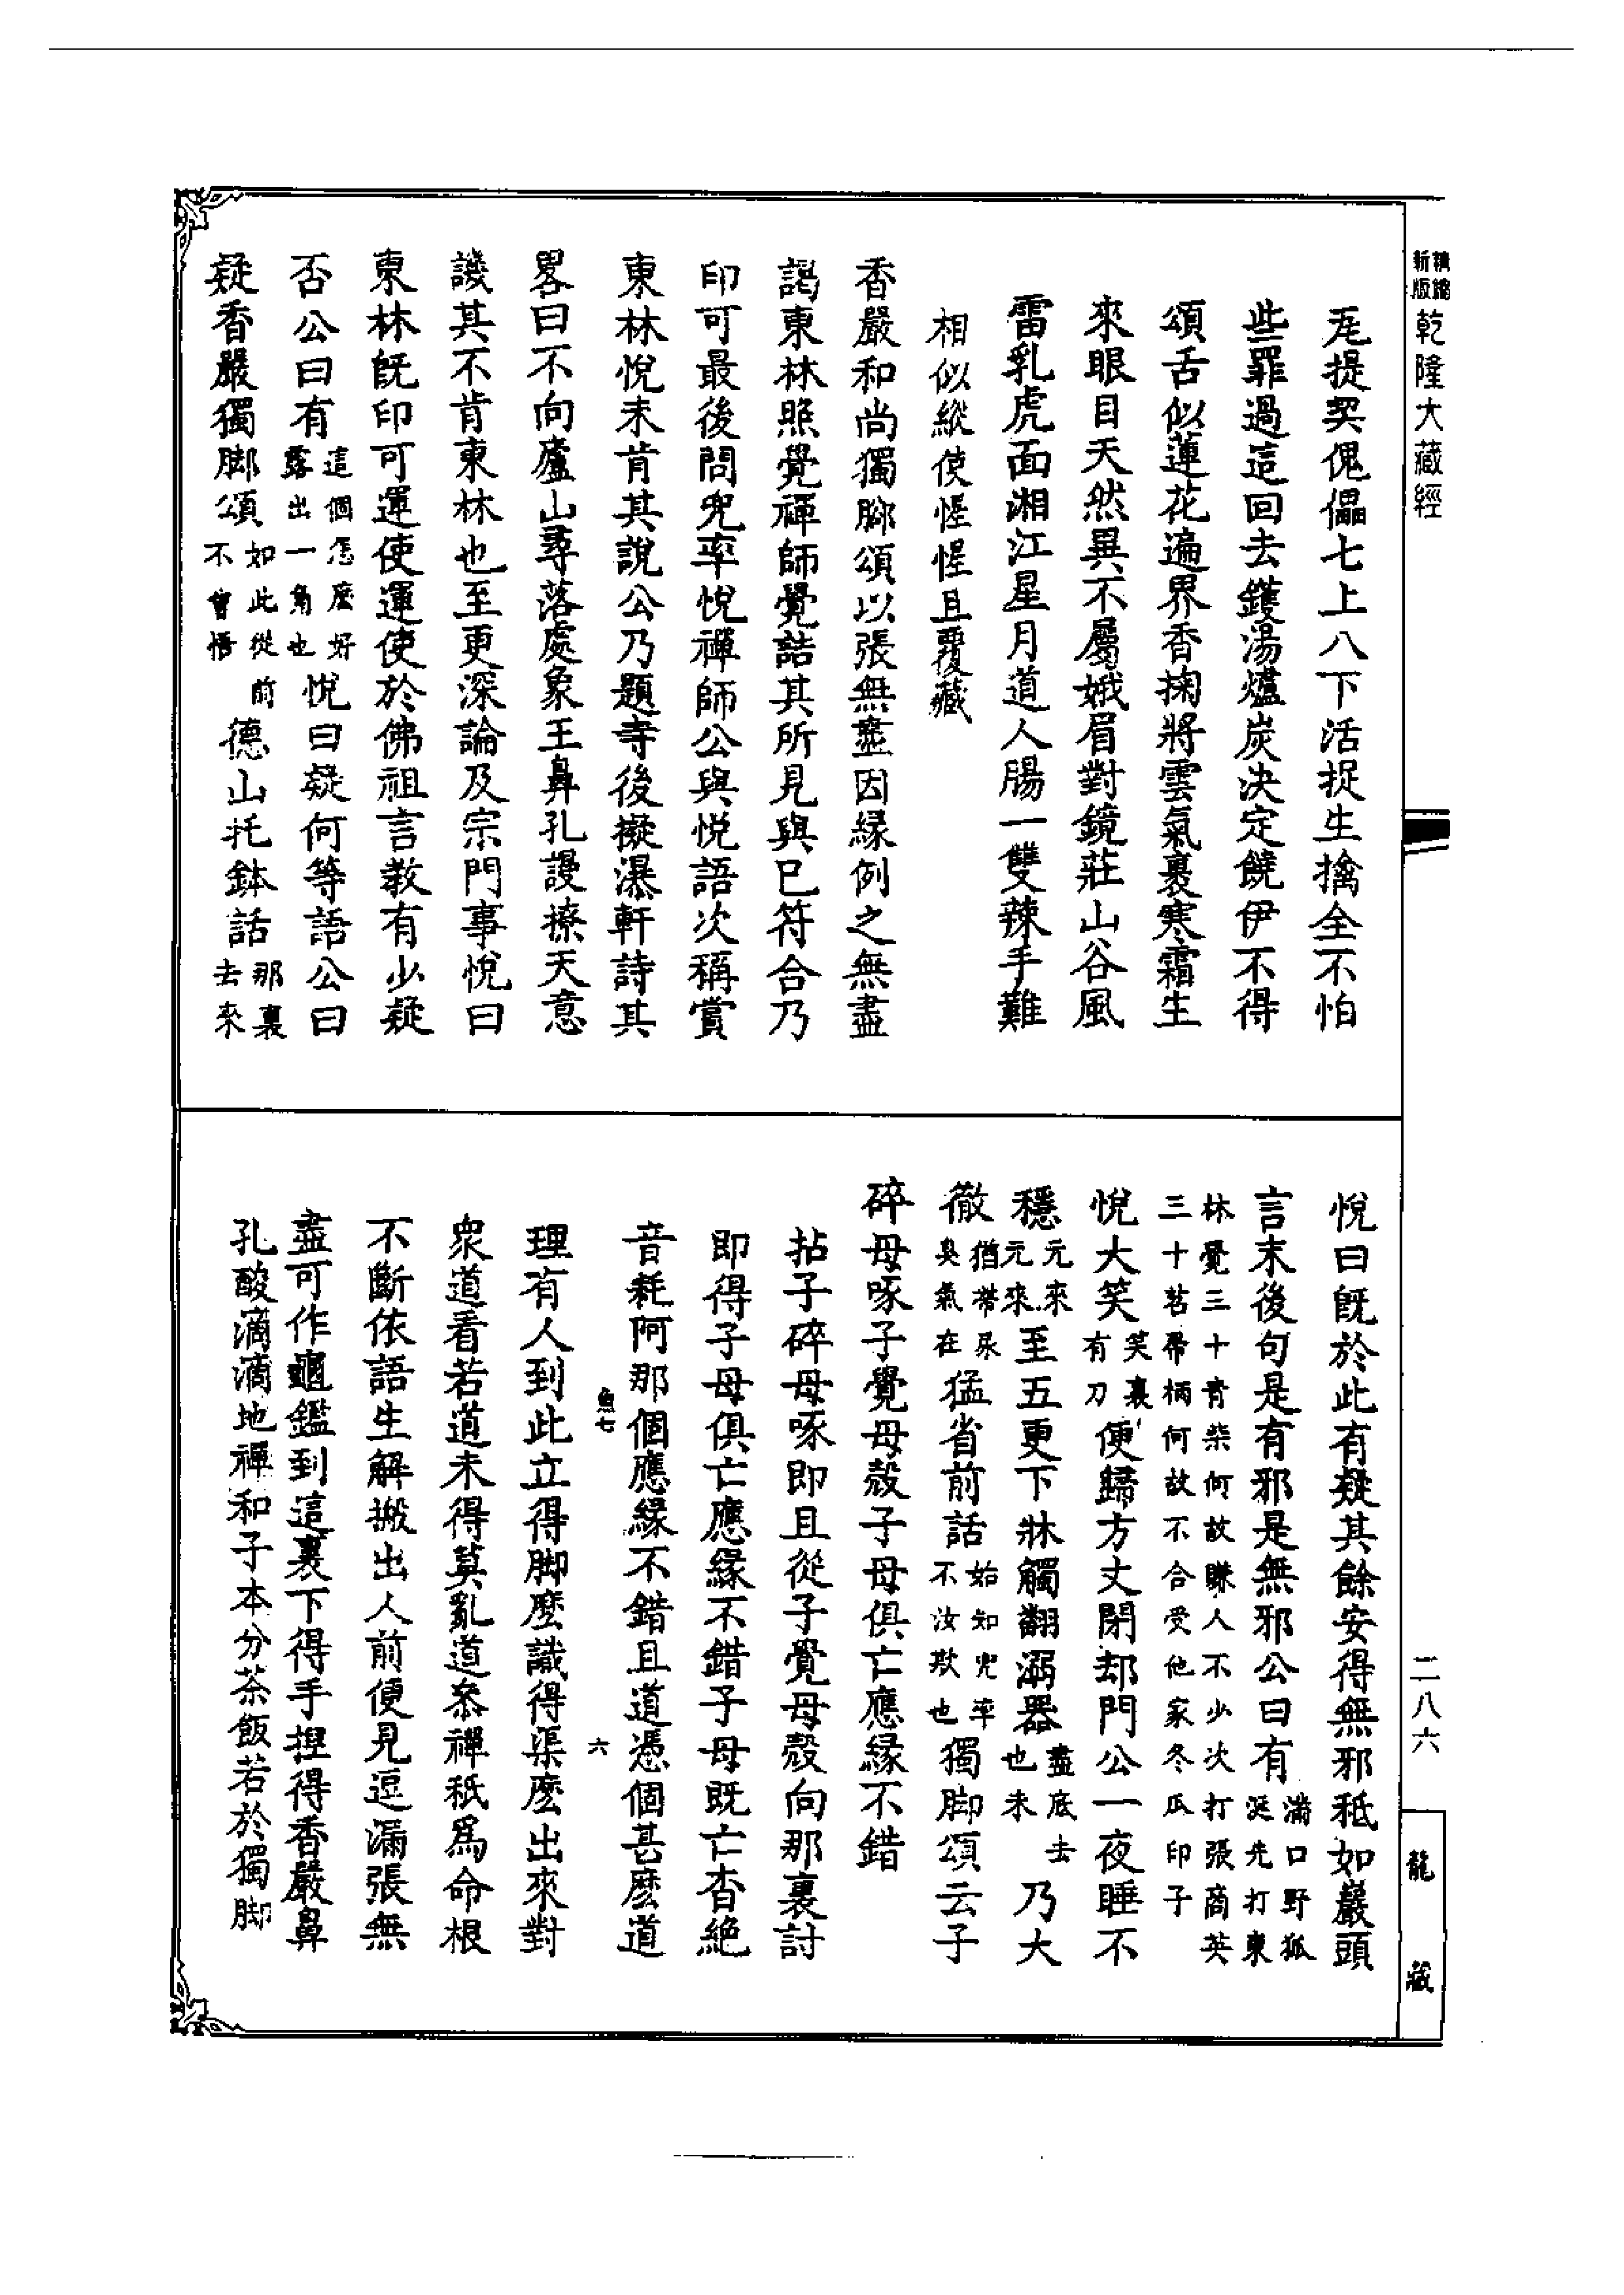 精縮新版乾隆大藏經
尾提契傀儡七上八下活捉生擒全不怕
些罪過這回去鑊湯爐炭決定饒伊不得
頌舌似蓮花遍界香掬將雲氣裹寒霜生
來眼目天然異不屬娥眉對鏡莊山谷風
雷乳虎面湘江星月道人腸一雙辣手難
相似縱使惺惺且覆藏
香嚴和尚獨腳頌以張無盡因緣例之無盡
謁東林照覺禪師覺詰其所見與已符合乃
印可最後問兜率悅禪師公與悅語次稱賞
東林悅未肯其說公乃題寺後擬瀑軒詩其
畧曰不向廬山尋落處象王鼻孔謾撩天意
譏其不肯東林也至更深論及宗門事悅曰
東林既印可運使運使於佛祖言教有少疑
否公曰有這個怎麼好露出一角也悅曰疑何等語公曰
疑香嚴獨脚頌如此從前不曾悟德山托鉢話那裏去來
悅曰旣於此有疑其餘安得無邪秪如巖頭
言末後句是有邪是無邪公曰有滿口野狐涎先打東
林覺三十青柴何故賺人不少次打張商英三十苕帚柄何故不合受他家冬瓜印子
悅大笑笑裏有刀便歸方丈閉却門公一夜睡不
穩元來元來至五更下牀觸翻溺器盡底去也未乃大
徹猶帶尿臭氣在猛省前話始知兜率不汝欺也獨脚頌云子
碎母啄子覺母殼子母俱亡應緣不錯
拈子碎母啄即且從子覺母殼向那裏討
即得子母俱亡應緣不錯子母既亡杳絕
音耗阿那個應緣不錯且道憑個甚麼道
魚七
六
理有人到此立得脚麼識得渠麼出來對
衆道看若道未得莫亂道叅禪秪爲命根
不斷依語生解搬出人前便見逗漏張無
盡可作龜鑑到這裏下得手揑得香嚴鼻
孔酸滴滴地禪和子本分茶飯若於獨脚
二八六
龍藏